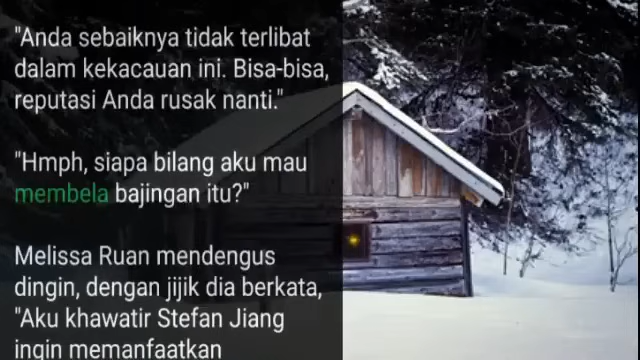 "Anda sebaiknya tidak terlibat
dalam kekacauan ini. Bisa-bisa,
reputasi Anda rusak nanti."
"Hmph, siapa bilang aku mau
membela bajingan itu?"
Melissa Ruan mendengus
dingin, dengan jijik dia berkata,
"Aku khawatir Stefan Jiang
ingin memanfaatkan